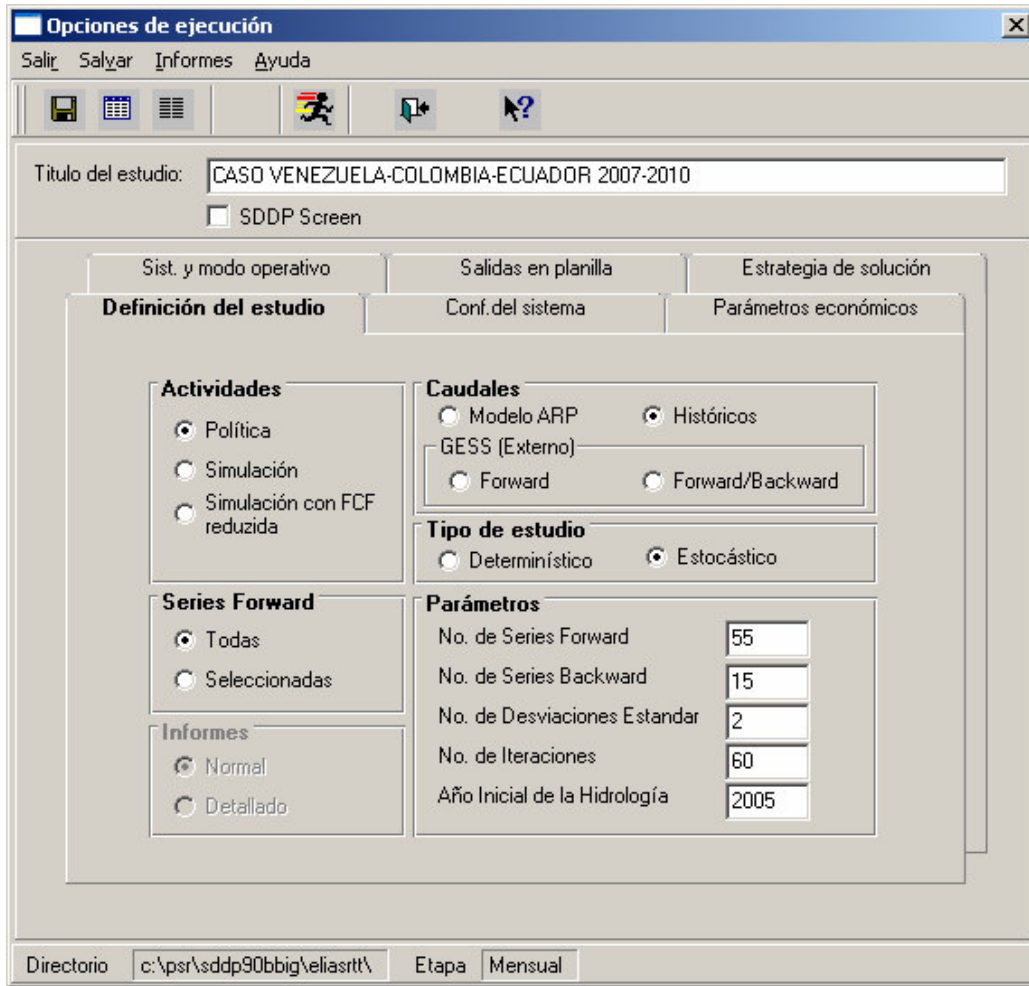 Opciones de ejecución
Salir Salvar Informes Ayuda
Titulo del estudio: CASO VENEZUELA-COLOMBIA-ECUADOR 2007-2010
SDDP Screen
Sist. y modo operativo Salidas en planilla Estrategia de solución
Definición del estudio Conf.del sistema Parámetros económicos
Actividades
Política
Simulación
Simulación con FCF
reduzida
Caudales
Modelo ARP Históricos
GESS (Externo)
Forward Forward/Backward
Tipo de estudio
Determinístico Estocástico
Series Forward
Todas
Seleccionadas
Informes
Normal
Detallado
Parámetros
No. de Series Forward 55
No. de Series Backward 15
No. de Desviaciones Estandar 2
No. de Iteraciones 60
Año Inicial de la Hidrología 2005
Directorio c:\psr\sddp90bbig\eliasrtt\ Etapa Mensual